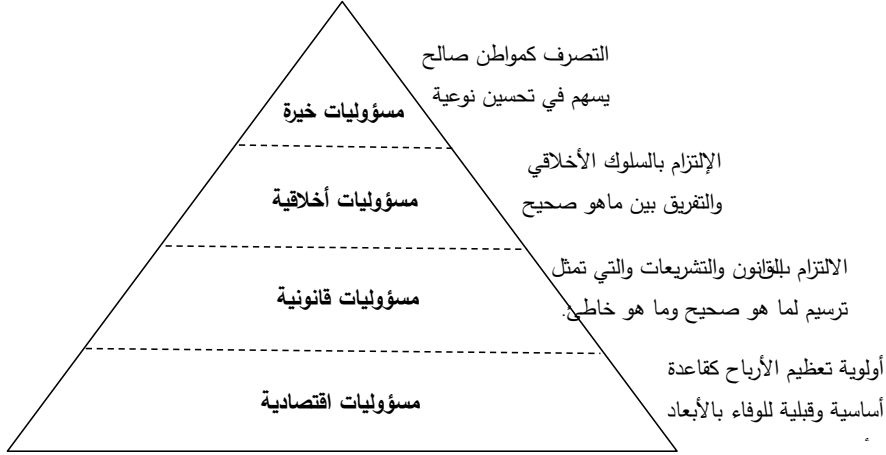 التصرف كمواطن صالح
يسهم في تحسين نوعية
مسؤوليات خيرة
الإلتزام بالسلوك الأخلاقي
والتفريق بين ماهو صحيح
مسؤوليات أخلاقية
الالتزام بالقانون والتشريعات والتي تمثل
ترسيم لما هو صحيح وما هو خاطئ.
مسؤوليات قانونية
أولوية تعظيم الأرباح كقاعدة
أساسية وقبلية للوفاء بالأبعاد
مسؤوليات اقتصادية